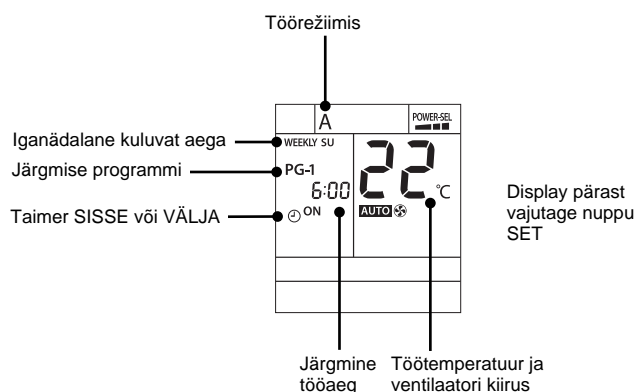 Töörežiimis
A
POWER-SEL
Iganädalane kuluvat aega
WEEKLY SU
Järgmise programmi
PG-1
22
°C
6:00
Taimer SISSE või VÄLJA
ON
AUTO
Display pärast
vajutage nuppu
SET
Järgmine
tööaeg
Töötemperatuur ja
ventilaatori kiirus